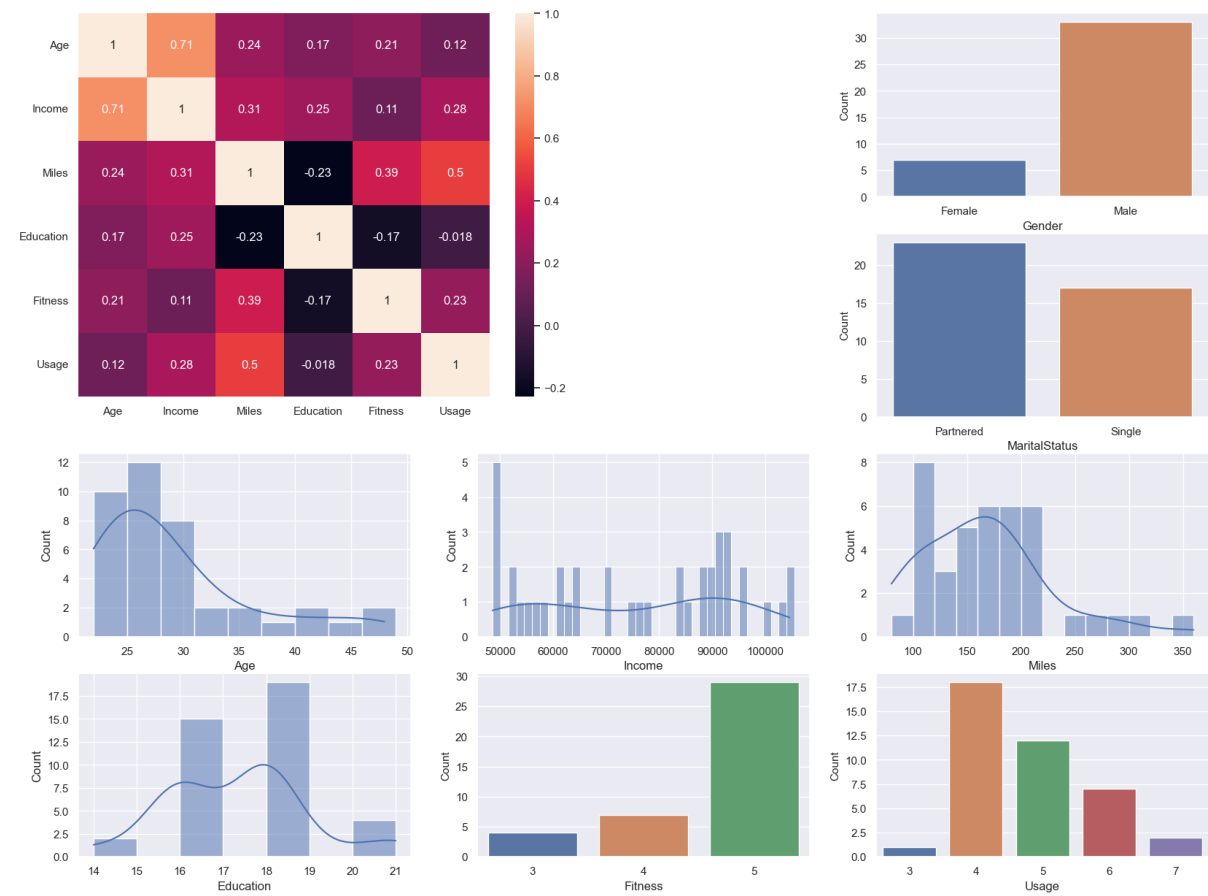 Age 1 0.71 0.24 0.17 0.21 0.12
Income 0.71 1 0.31 0.25 0.11 0.28
Miles 0.24 0.31 1 -0.23 0.39 0.5
Education 0.17 0.25 -0.23 1 -0.17 -0.018
Fitness 0.21 0.11 0.39 -0.17 1 0.23
Usage 0.12 0.28 0.5 -0.018 0.23 1
Age Income Miles Education Fitness Usage
1.0
0.8
0.6
0.4
0.2
0.0
−0.2
Count
30
25
20
15
10
5
0
Female Male
Gender
Count
20
15
10
5
0
Partnered Single
MaritalStatus
Count
12
10
8
6
4
2
0
25 30 35 40 45 50
Age
Count
5
4
3
2
1
0
50000 60000 70000 80000 90000 100000
Income
Count
8
6
4
2
0
100 150 200 250 300 350
Miles
Count
17.5
15.0
12.5
10.0
7.5
5.0
2.5
0.0
14 15 16 17 18 19 20 21
Education
Count
30
25
20
15
10
5
0
3 4 5
Fitness
Count
17.5
15.0
12.5
10.0
7.5
5.0
2.5
0.0
3 4 5 6 7
Usage